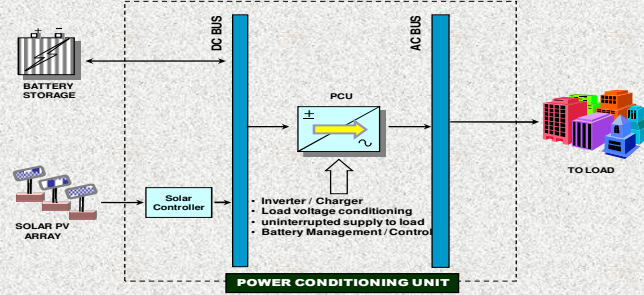 DC BUS
AC BUS
BATTERY
STORAGE
PCU
±
~
TO LOAD
Solar
Controller
SOLAR PV
ARRAY
• Inverter / Charger
• Load voltage conditioning
• uninterrupted supply to load
• Battery Management / Control
POWER CONDITIONING UNIT